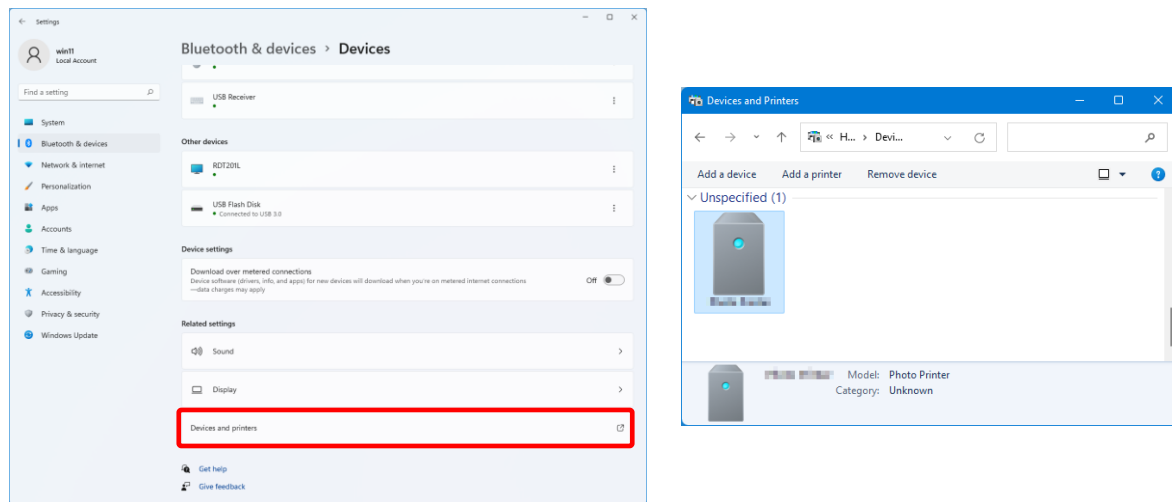 Settings
win11
Local Account
Find a setting
System
Bluetooth & devices
Network & internet
Personalization
Apps
Accounts
Time & language
Gaming
Accessibility
Privacy & security
Windows Update
Bluetooth & devices > Devices
USB Receiver
Other devices
RDT201L
USB Flash Disk
Connected to USB 3.0
Device settings
Download over metered connections
Device software (drivers, info, and apps) for new devices will download when you're on metered internet connections
—data charges may apply
Off
Related settings
Sound
Display
Devices and printers
Get help
Give feedback
Devices and Printers
« H... > Devi...
Add a device Add a printer Remove device
Unspecified (1)
Model: Photo Printer
Category: Unknown